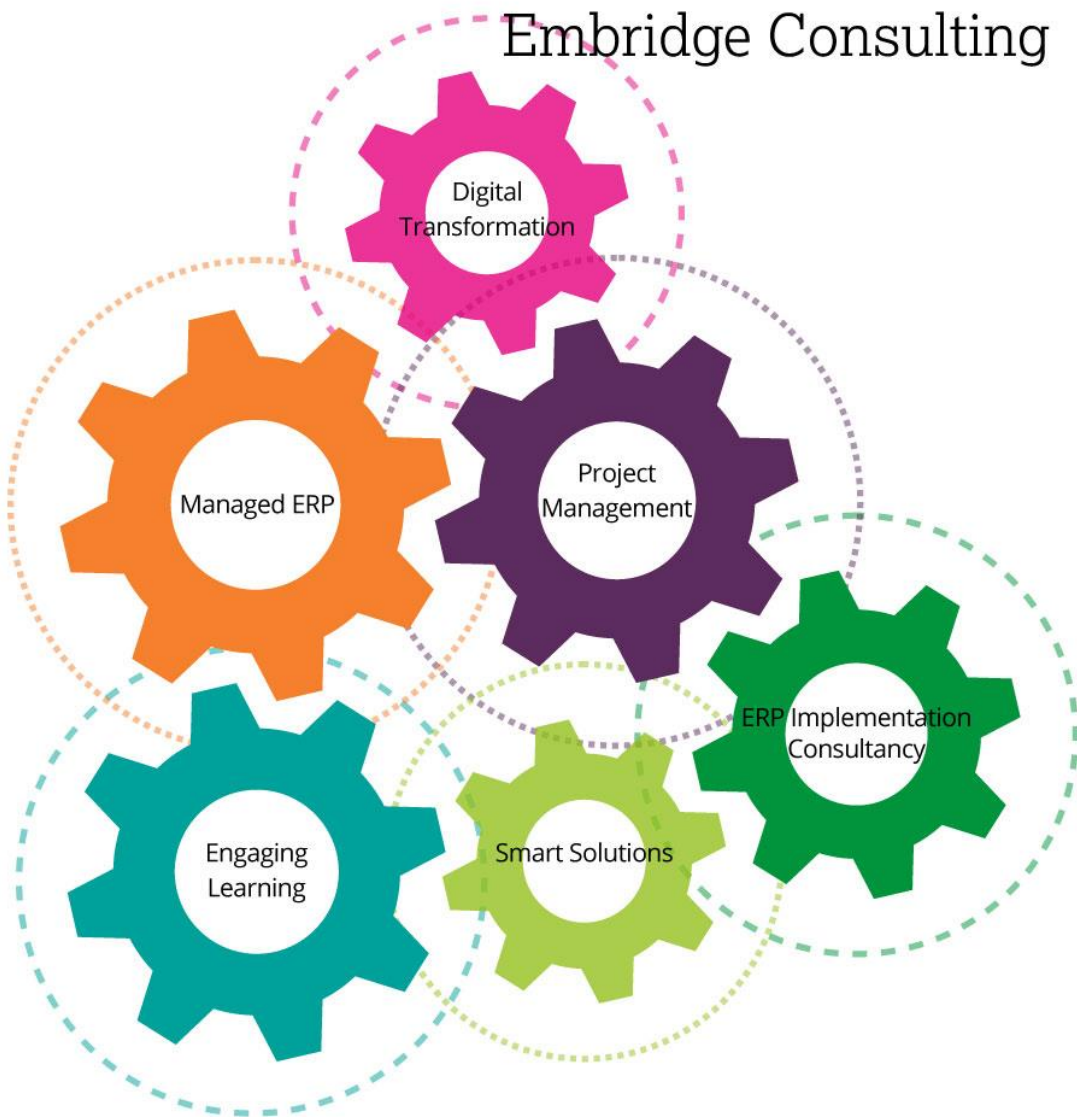 Embridge Consulting
Digital
Transformation
Managed ERP
Project
Management
ERP Implementation
Consultancy
Engaging
Learning
Smart Solutions